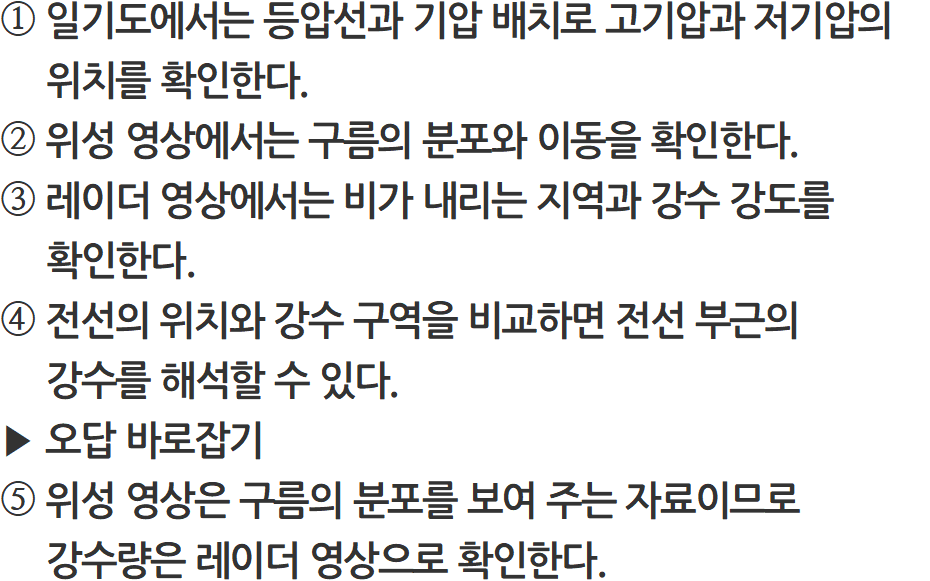 ① 일기도에서는 등압선과 기압 배치로 고기압과 저기압의
위치를 확인한다.
② 위성 영상에서는 구름의 분포와 이동을 확인한다.
③ 레이더 영상에서는 비가 내리는 지역과 강수 강도를
확인한다.
④ 전선의 위치와 강수 구역을 비교하면 전선 부근의
강수를 해석할 수 있다.
▶ 오답 바로잡기
⑤ 위성 영상은 구름의 분포를 보여 주는 자료이므로
강수량은 레이더 영상으로 확인한다.